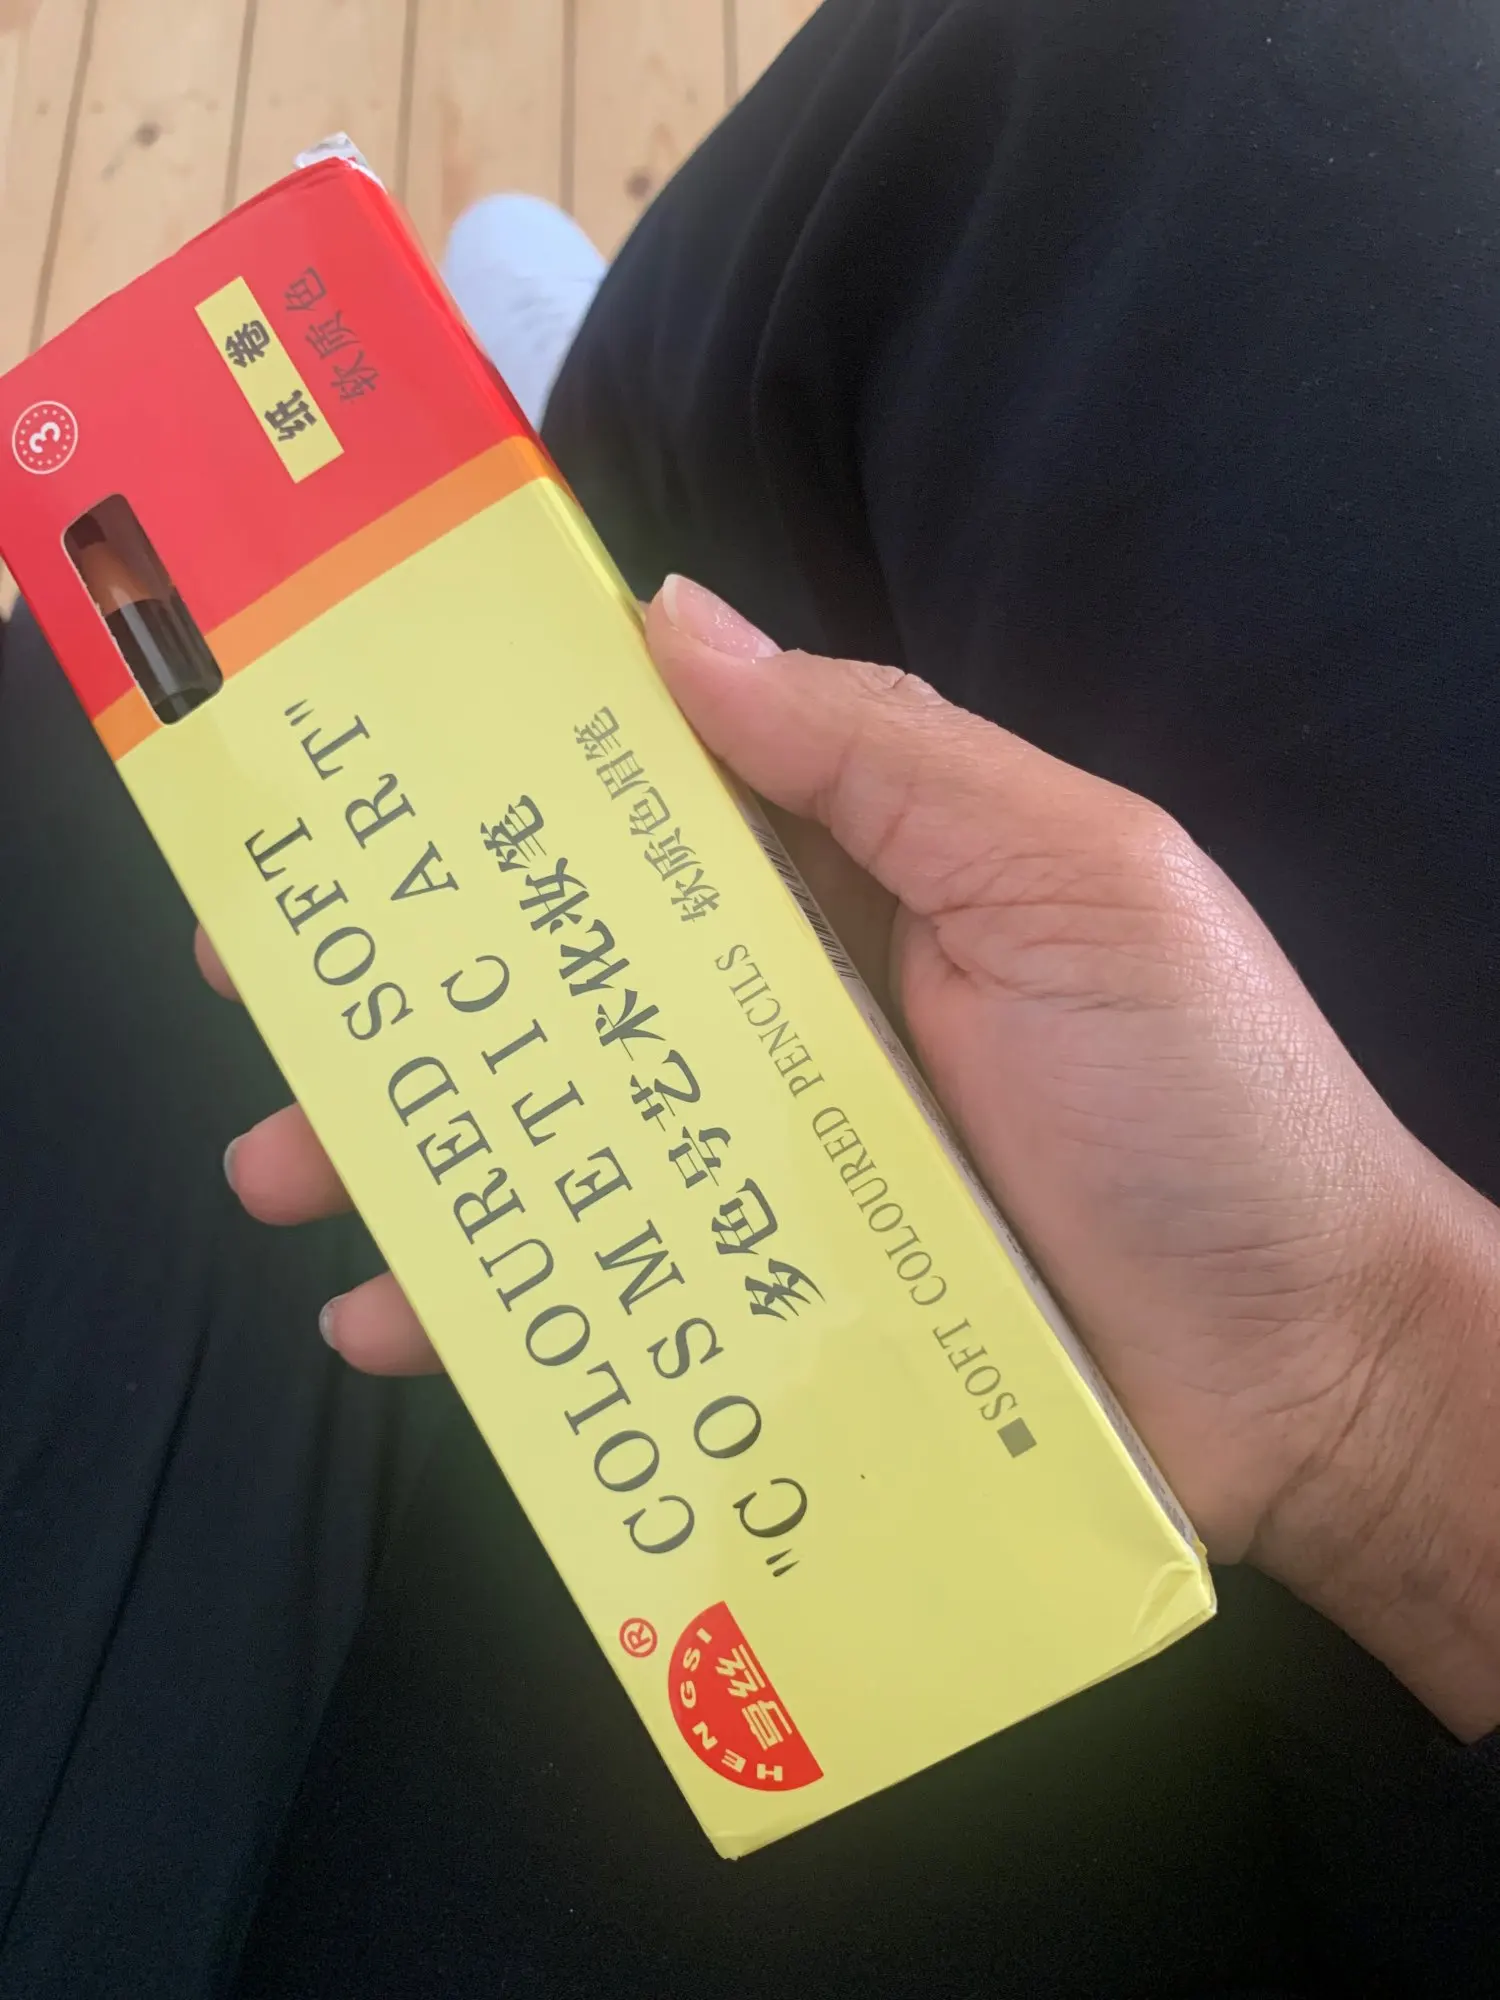 HENGSI
亨丝
®
COLOURED SOFT
"COSMETIC ART"
多色号艺术化妆笔
■SOFT COLOURED PENCILS 软质色眉笔
3
纸卷
软质色